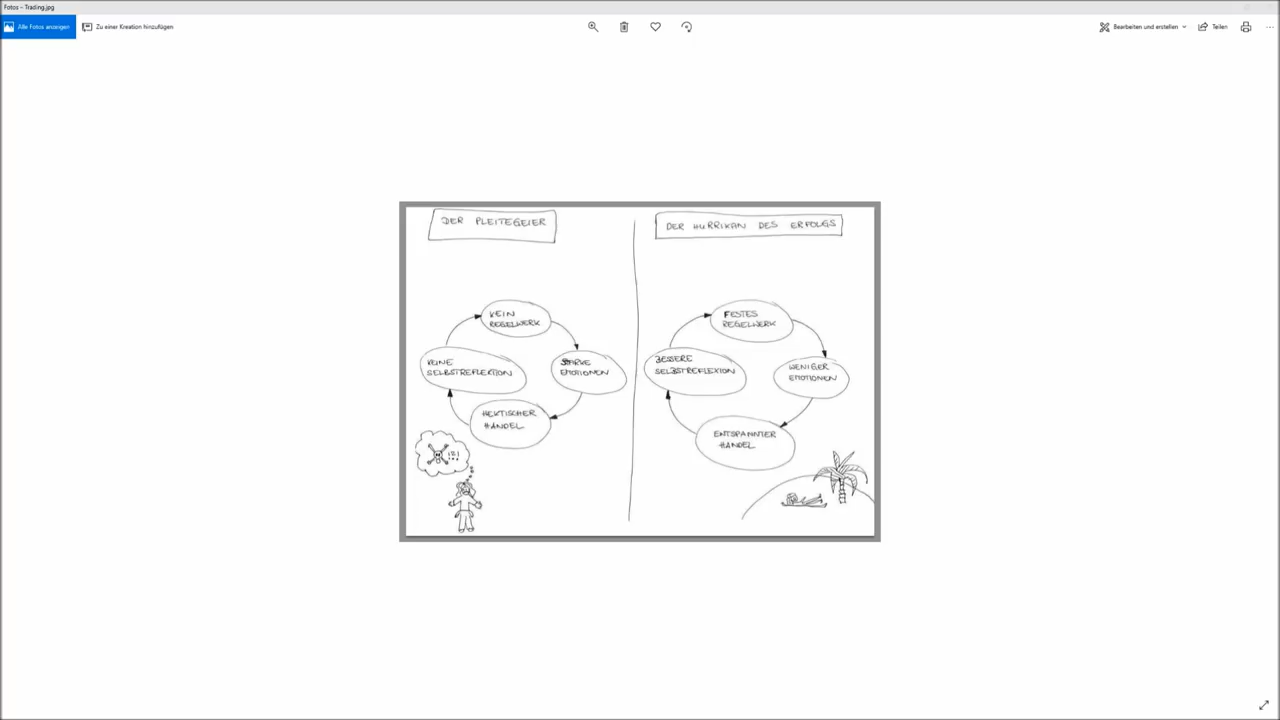 Fotos – Trading.jpg
Alle Fotos anzeigen
Zu einer Kreation hinzufügen
Bearbeiten und erstellen
Teilen
DER PLEITEGEIER
KEIN
REGELWERK
STARKE
EMOTIONEN
HEKTISCHER
HANDEL
KEINE
SELBSTREFLEKTION
!?!
DER HURRIKAN DES ERFOLGS
FESTES
REGELWERK
WENIGER
EMOTIONEN
ENTSPANNTER
HANDEL
BESSERE
SELBSTREFLEXION